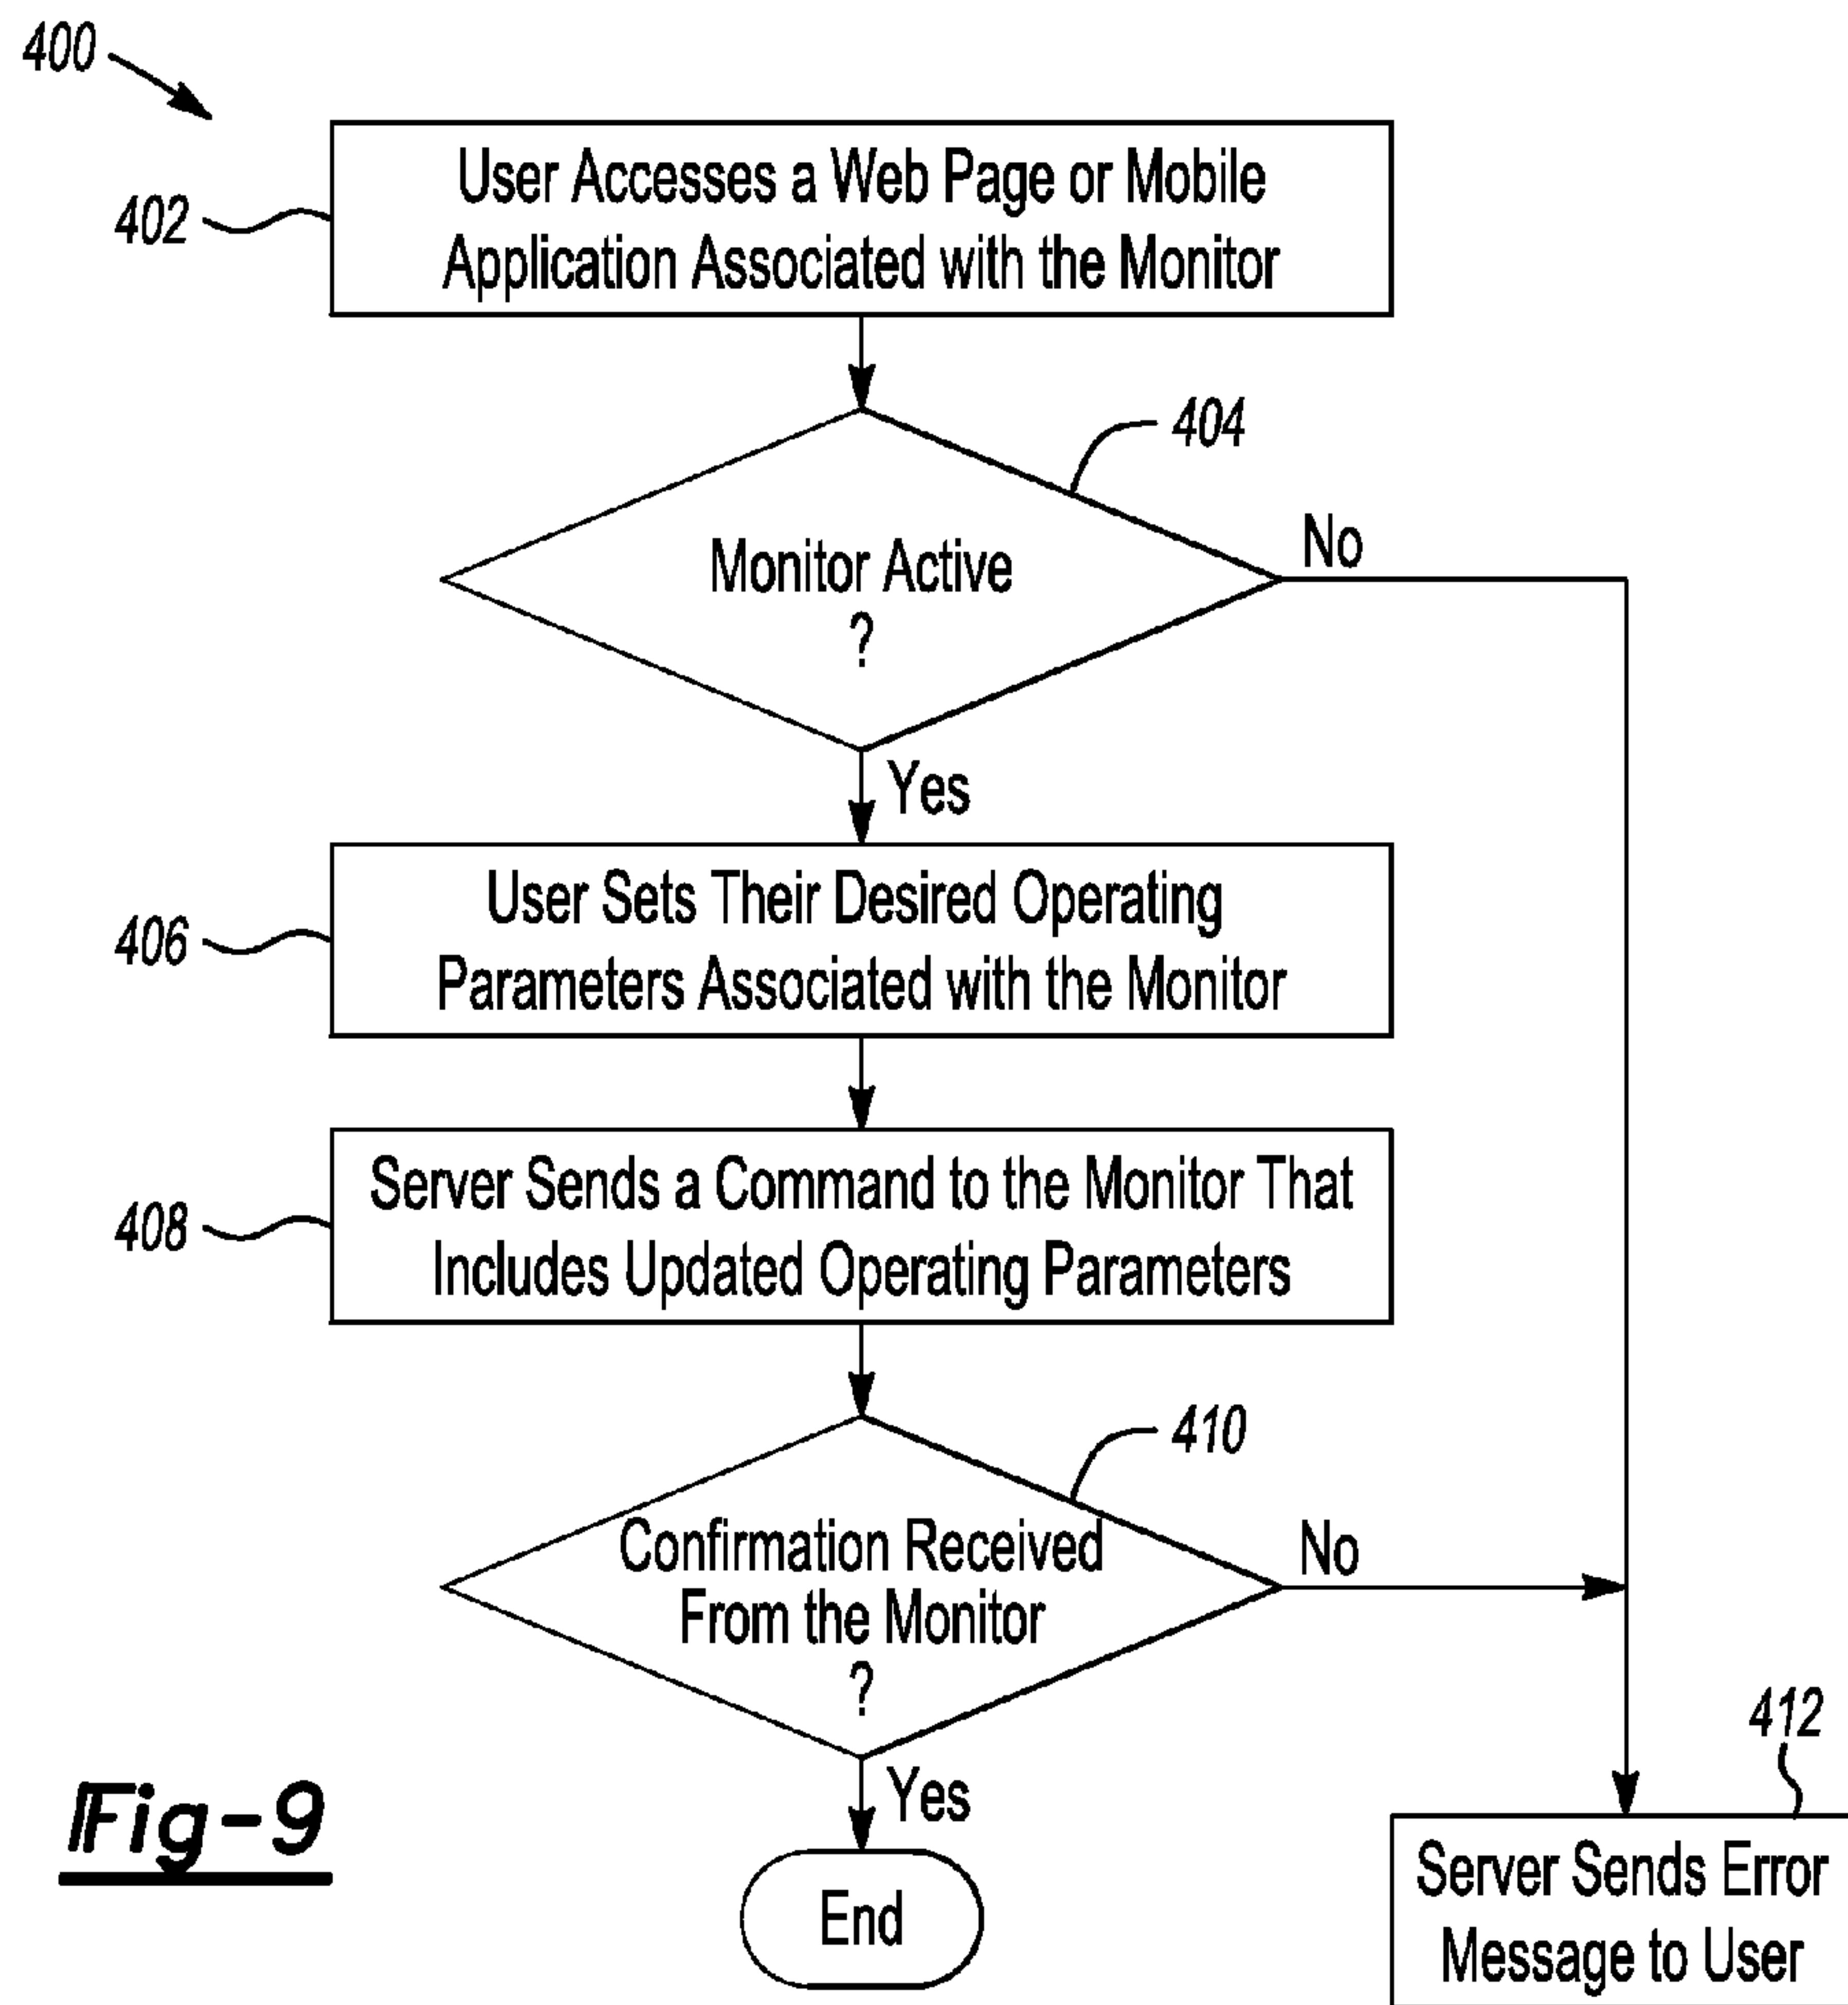 400
402
User Accesses a Web Page or Mobile
Application Associated with the Monitor
404
Monitor Active
?
No
Yes
406
User Sets Their Desired Operating
Parameters Associated with the Monitor
408
Server Sends a Command to the Monitor That
Includes Updated Operating Parameters
410
Confirmation Received
From the Monitor
?
No
Yes
End
412
Server Sends Error
Message to User
Fig-9